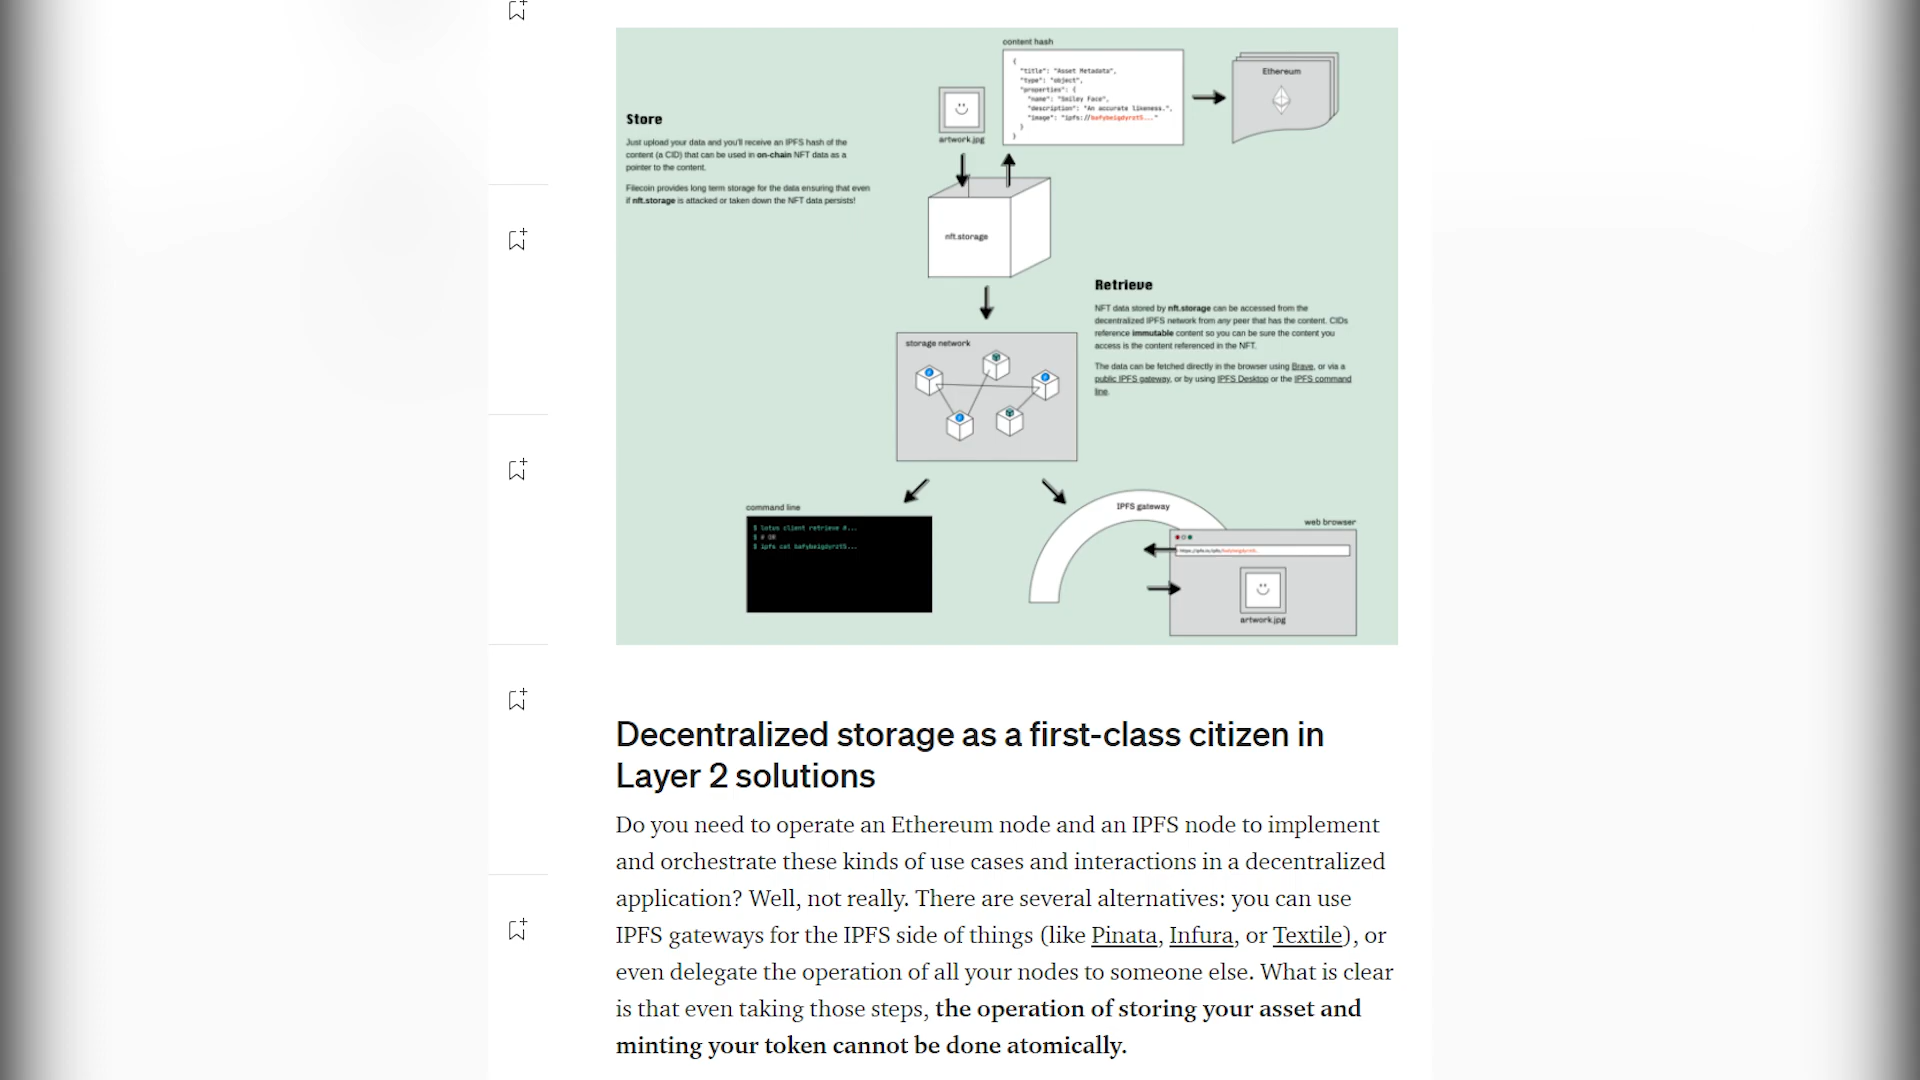 content hash
{
"title": "Asset Metadata",
"type": "object",
"properties": {
"name": "Smiley Face",
"description": "An accurate likeness.",
"image": "ipfs://bafybeigdyrzt5..."
}
}
Ethereum
artwork.jpg
Store
Just upload your data and you'll receive an IPFS hash of the
content (a CID) that can be used in on-chain NFT data as a
pointer to the content.
Filecoin provides long term storage for the data ensuring that even
if nft.storage is attacked or taken down the NFT data persists!
nft.storage
Retrieve
NFT data stored by nft.storage can be accessed from the
decentralized IPFS network from any peer that has the content. CIDs
reference immutable content so you can be sure the content you
access is the content referenced in the NFT.
The data can be fetched directly in the browser using Brave, or via a
public IPFS gateway, or by using IPFS Desktop or the IPFS command
line.
storage network
command line
$ lotus client retrieve #...
$ # OR
$ ipfs cat bafybeigdyrzt5...
IPFS gateway
web browser
artwork.jpg
Decentralized storage as a first-class citizen in
Layer 2 solutions
Do you need to operate an Ethereum node and an IPFS node to implement
and orchestrate these kinds of use cases and interactions in a decentralized
application? Well, not really. There are several alternatives: you can use
IPFS gateways for the IPFS side of things (like Pinata, Infura, or Textile), or
even delegate the operation of all your nodes to someone else. What is clear
is that even taking those steps, the operation of storing your asset and
minting your token cannot be done atomically.